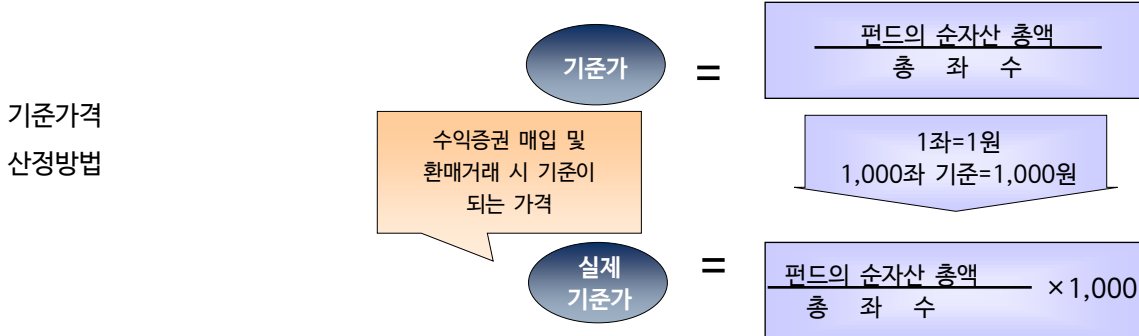 기준가격
산정방법
기준가
=
펀드의 순자산 총액
총 좌 수
수익증권 매입 및
환매거래 시 기준이
되는 가격
1좌=1원
1,000좌 기준=1,000원
실제
기준가
=
펀드의 순자산 총액
총 좌 수
×1,000